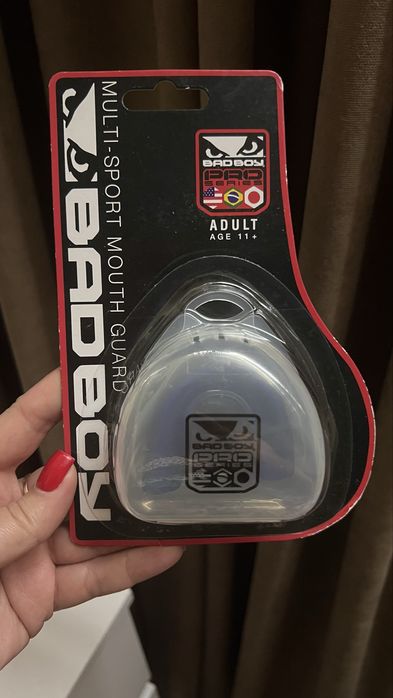 MULTI-SPORT MOUTH GUARD
BAD BOY
BAD BOY
PRO
SERIES
ADULT
AGE 11+
BAD BOY
PRO
SERIES